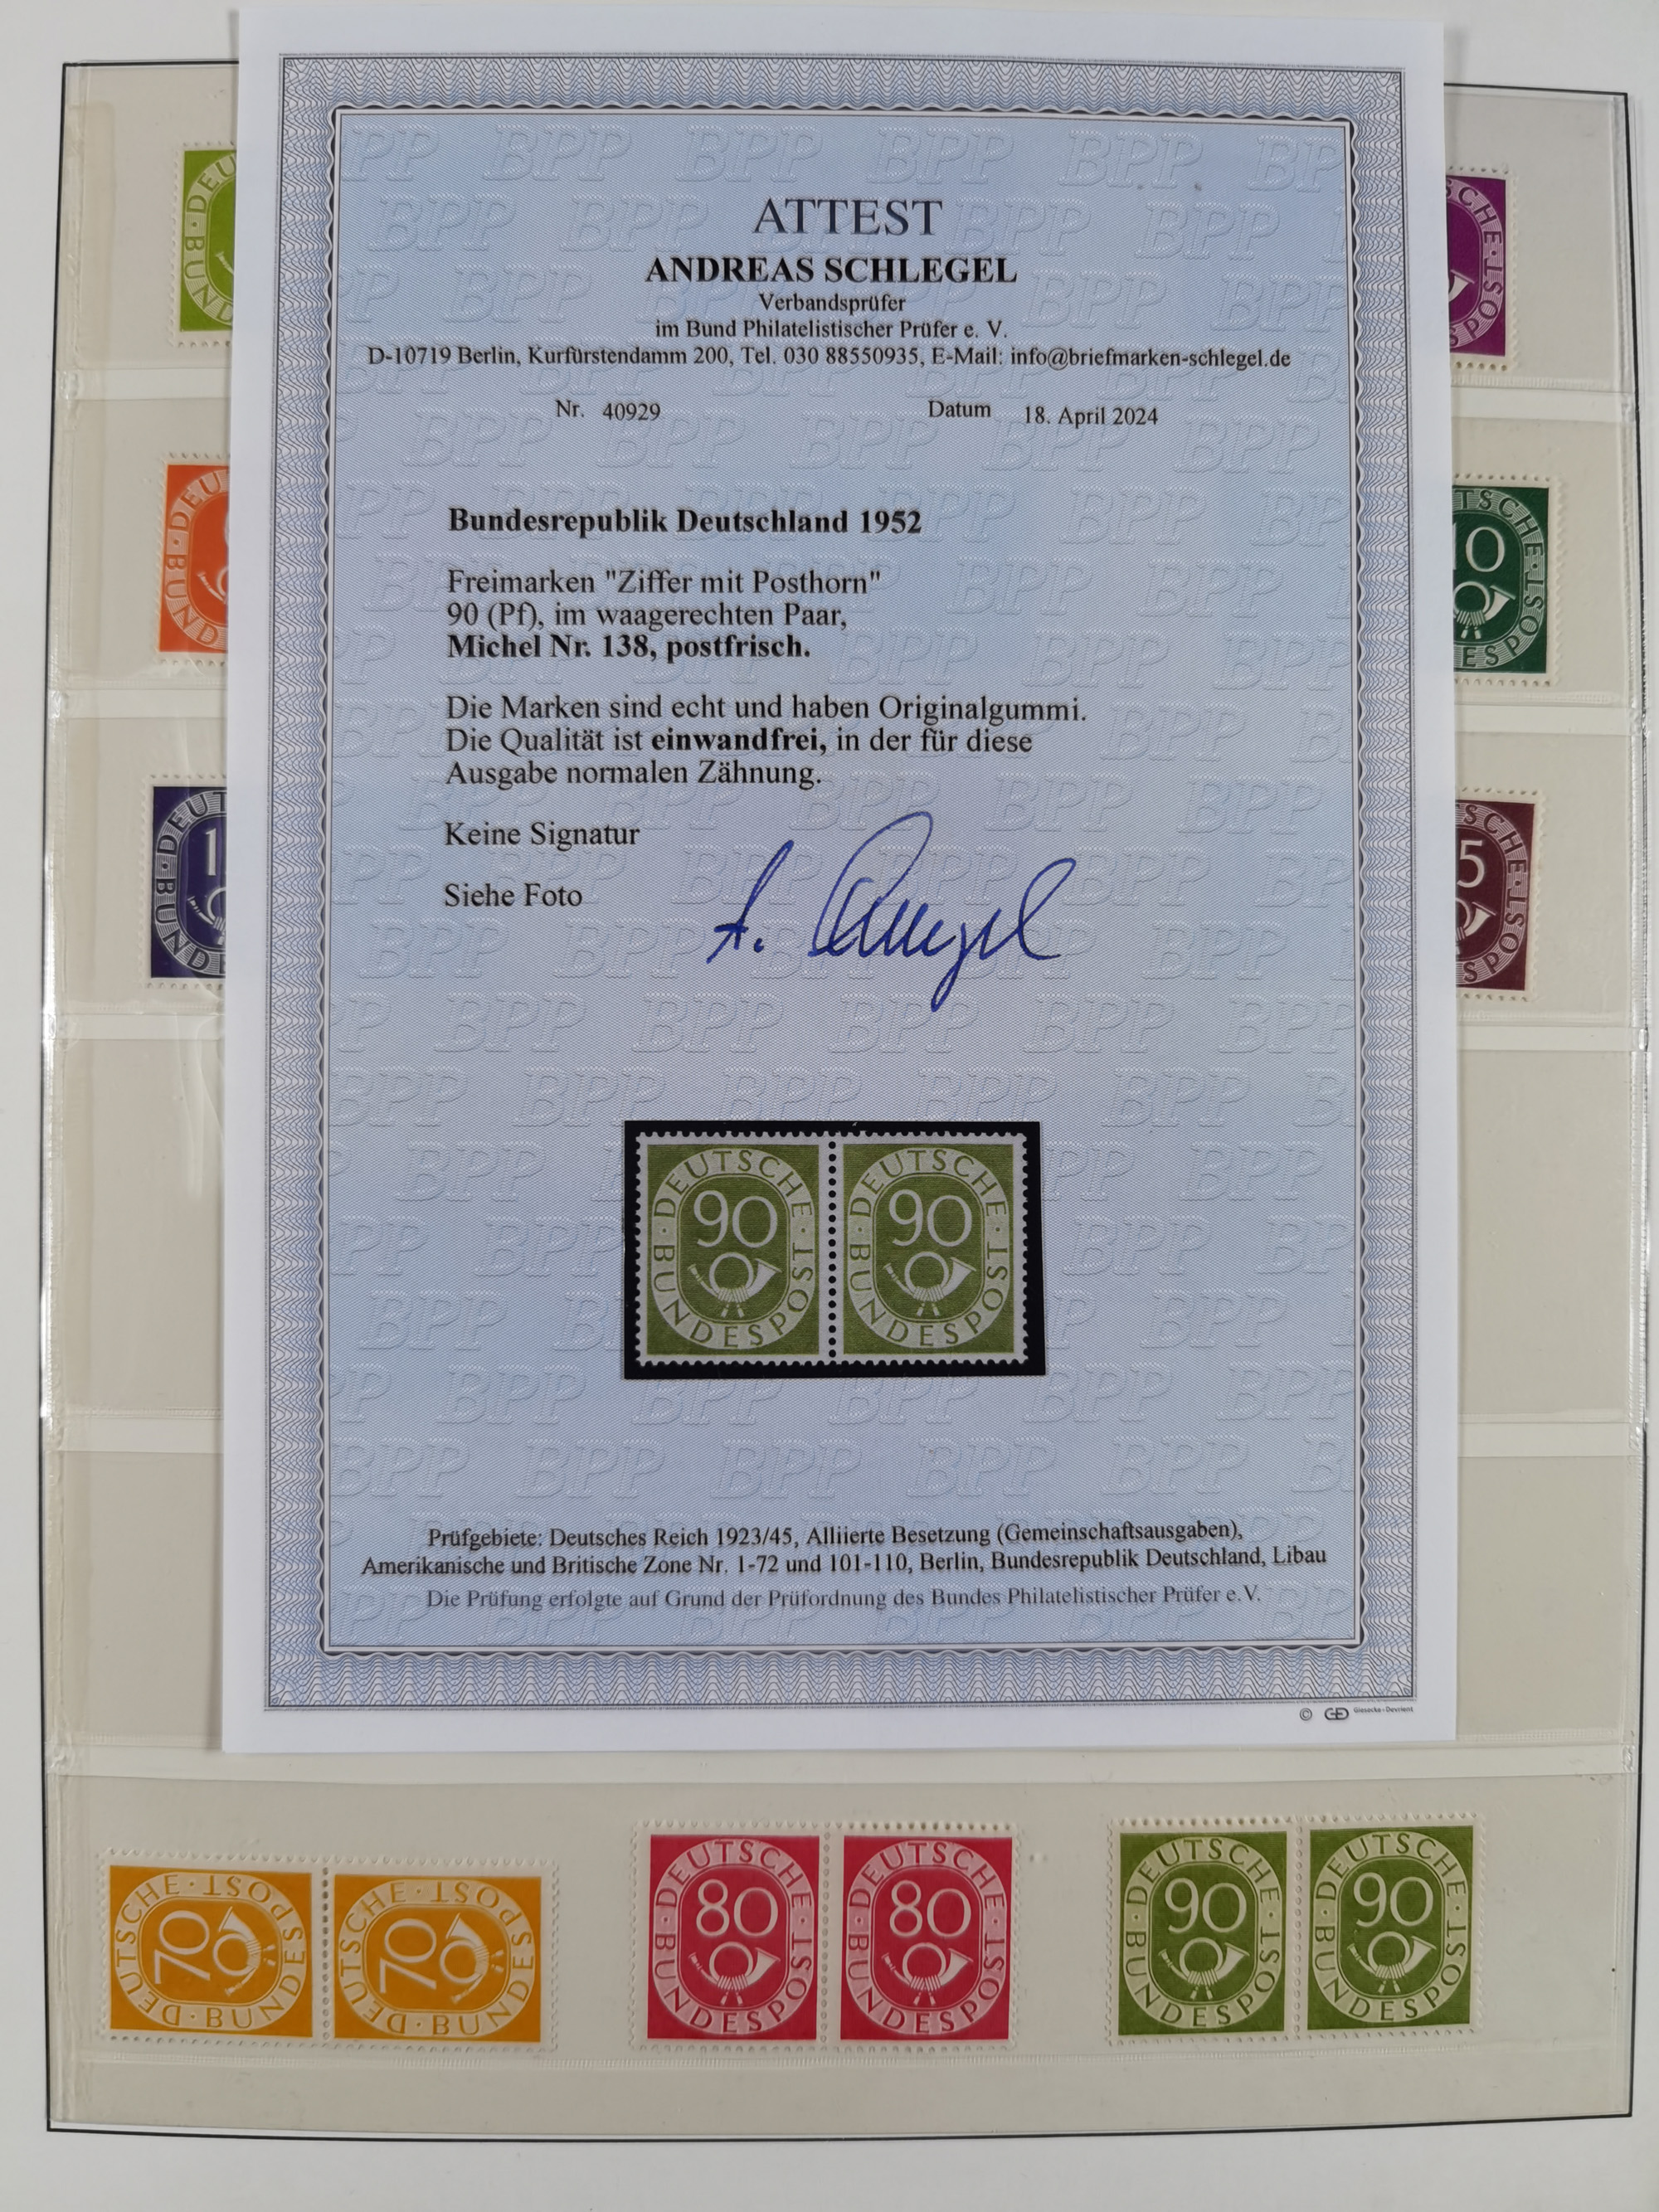 ATTEST
ANDREAS SCHLEGEL
Verbandsprüfer
im Bund Philatelistischer Prüfer e. V.
D-10719 Berlin, Kurfürstendamm 200, Tel. 030 88550935, E-Mail: info@briefmarken-schlegel.de
Nr. 40929 Datum 18. April 2024
Bundesrepublik Deutschland 1952
Freimarken "Ziffer mit Posthorn"
90 (Pf), im waagerechten Paar,
Michel Nr. 138, postfrisch.
Die Marken sind echt und haben Originalgummi.
Die Qualität ist einwandfrei, in der für diese
Ausgabe normalen Zähnung.
Keine Signatur
Siehe Foto
A. Schlegel
DEUTSCHE · BUNDESPOST · 90
DEUTSCHE · BUNDESPOST · 90
Prüfgebiete: Deutsches Reich 1923/45, Alliierte Besetzung (Gemeinschaftsausgaben),
Amerikanische und Britische Zone Nr. 1-72 und 101-110, Berlin, Bundesrepublik Deutschland, Libau
Die Prüfung erfolgte auf Grund der Prüfordnung des Bundes Philatelistischer Prüfer e.V.
© GD Giesecke+Devrient
DEUTSCHE · BUNDESPOST · 70
DEUTSCHE · BUNDESPOST · 70
DEUTSCHE · BUNDESPOST · 80
DEUTSCHE · BUNDESPOST · 80
DEUTSCHE · BUNDESPOST · 90
DEUTSCHE · BUNDESPOST · 90